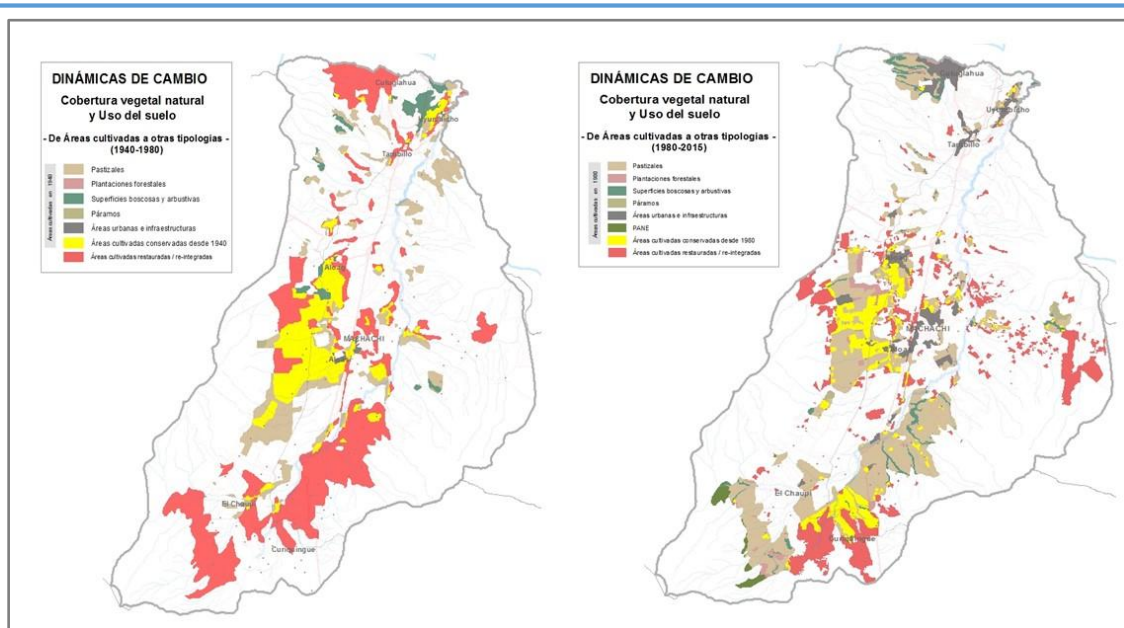 DINÁMICAS DE CAMBIO
Cobertura vegetal natural
y Uso del suelo
- De Áreas cultivadas a otras tipologías -
(1940-1980)
Áreas cultivadas en 1940
Pastizales
Plantaciones forestales
Superficies boscosas y arbustivas
Páramos
Áreas urbanas e infraestructuras
Áreas cultivadas conservadas desde 1940
Áreas cultivadas restauradas / re-integradas
Tambillo
Aloag
MACHACHI
El Chaupi
DINÁMICAS DE CAMBIO
Cobertura vegetal natural
y Uso del suelo
- De Áreas cultivadas a otras tipologías -
(1980-2015)
Áreas cultivadas en 1980
Pastizales
Plantaciones forestales
Superficies boscosas y arbustivas
Páramos
Áreas urbanas e infraestructuras
PANE
Áreas cultivadas conservadas desde 1980
Áreas cultivadas restauradas / re-integradas
Tambillo
Aloag
MACHACHI
El Chaupi